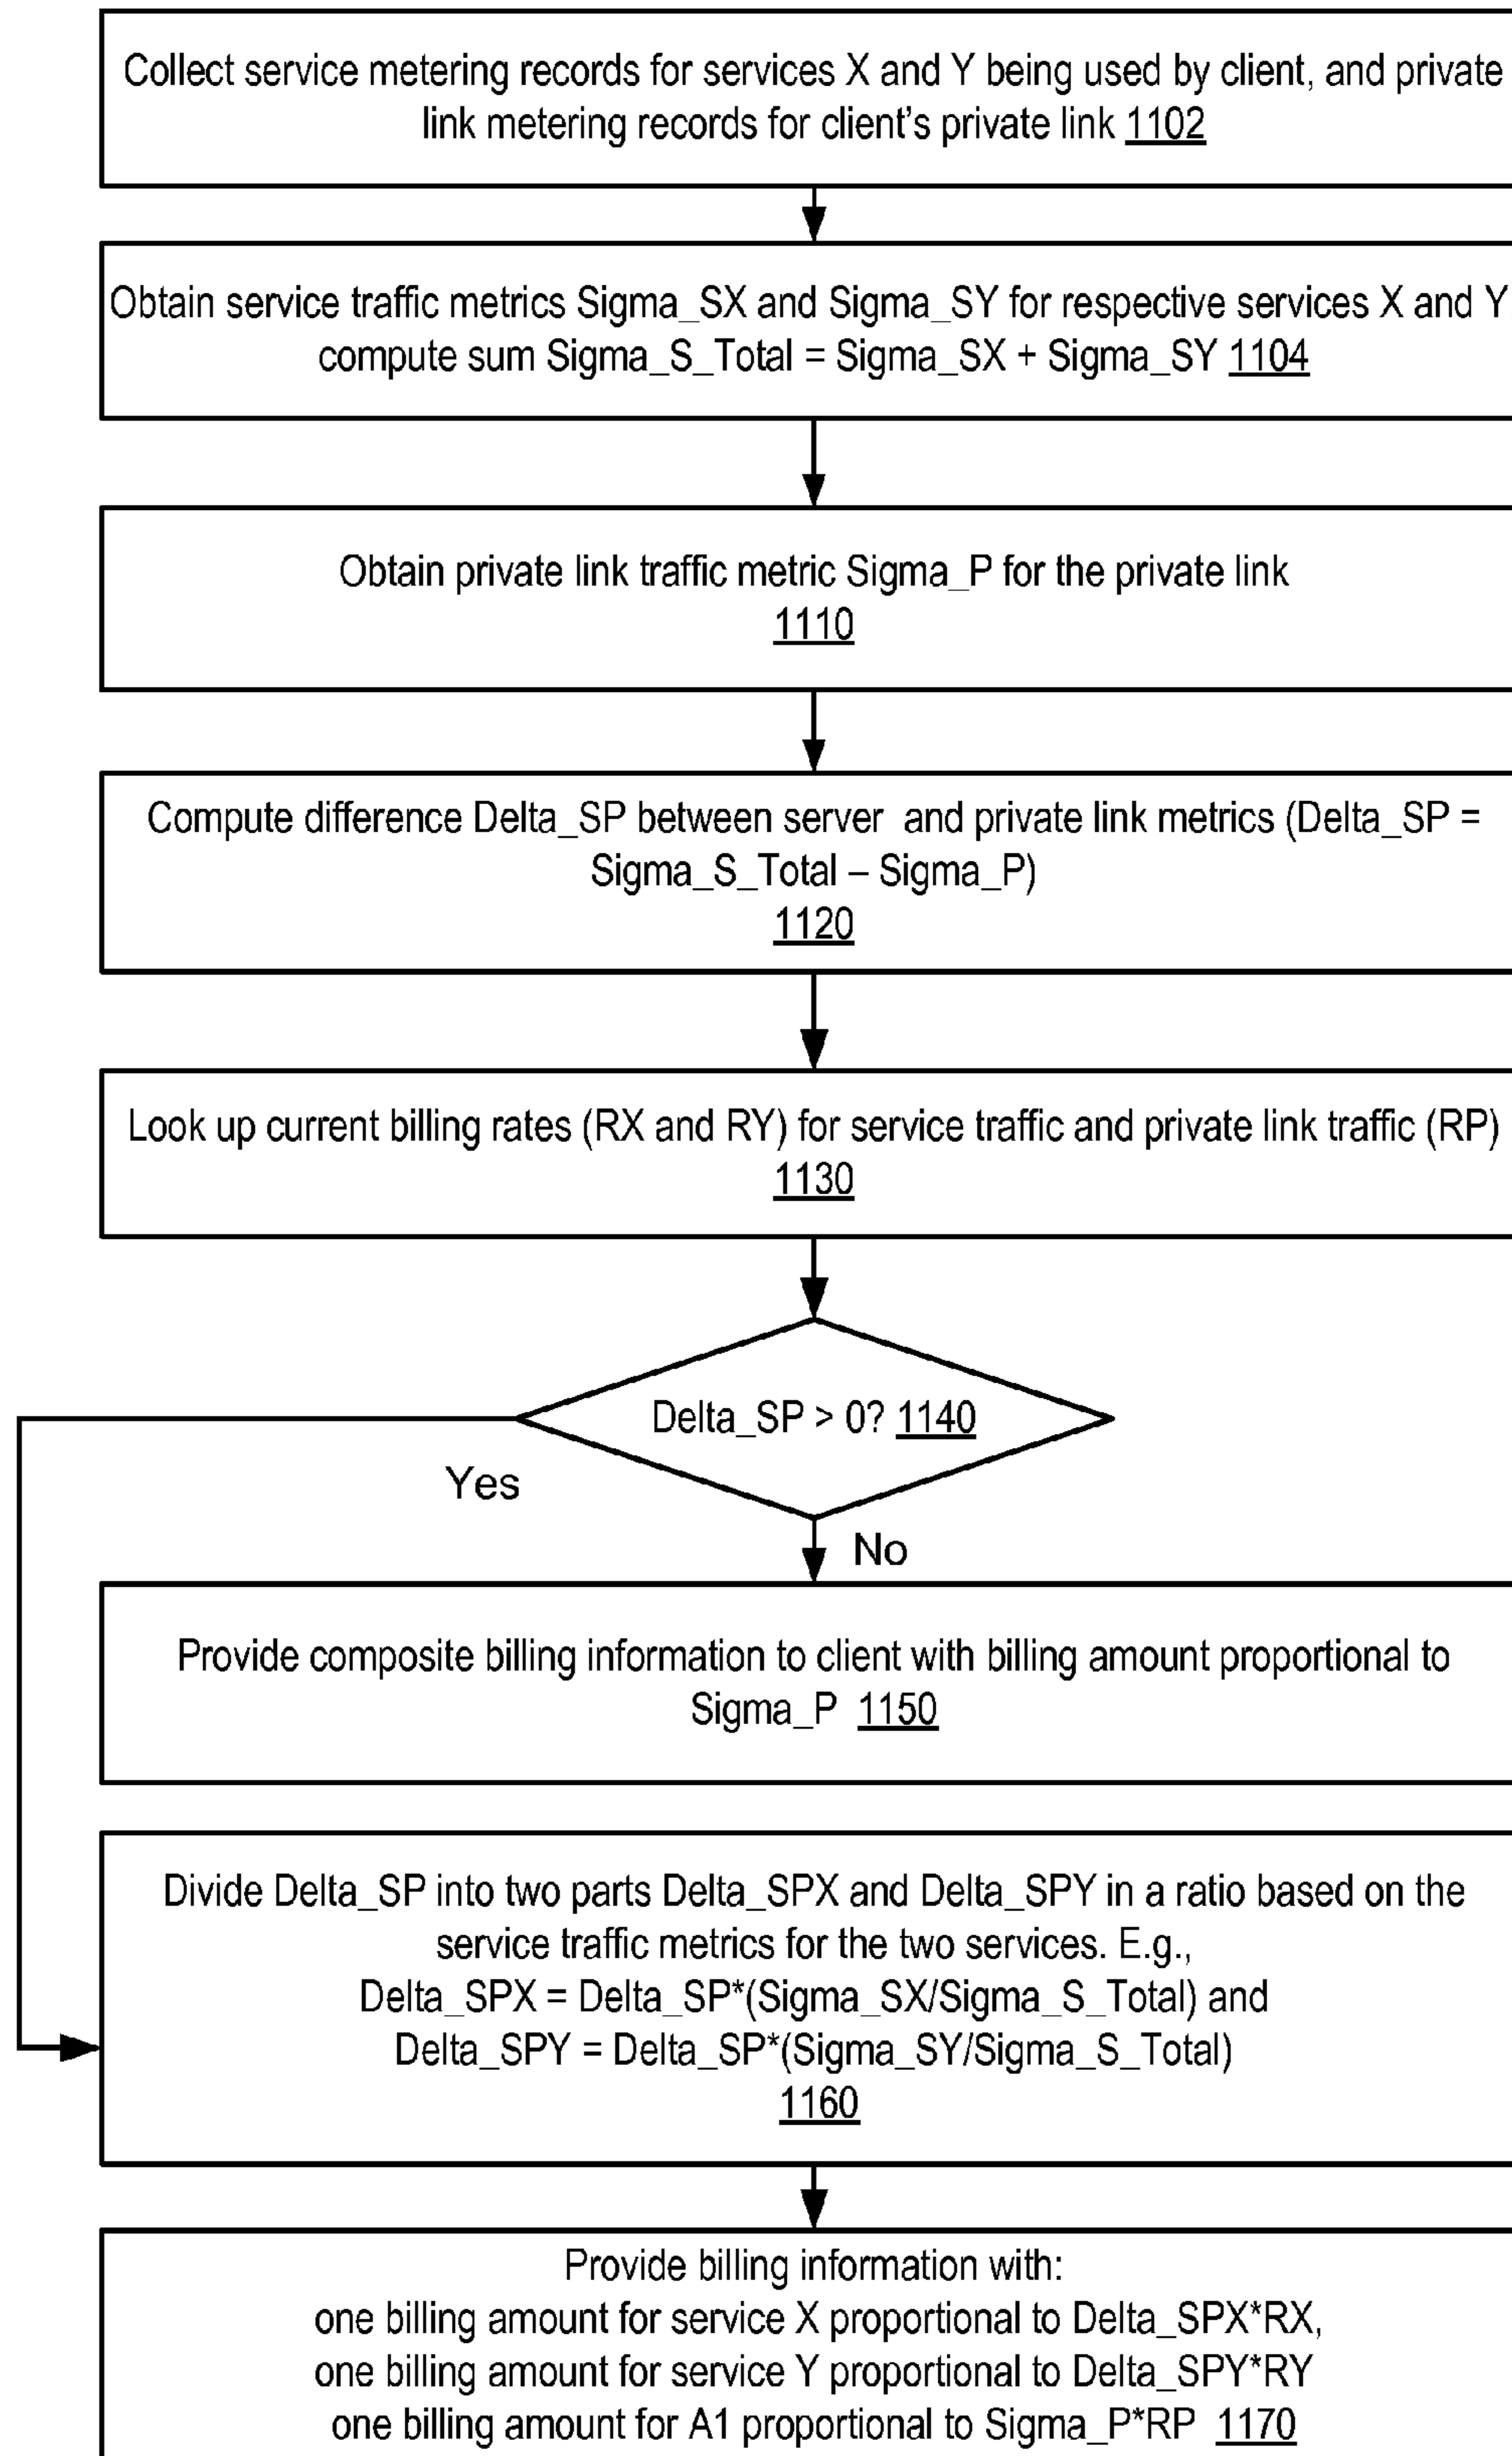 Collect service metering records for services X and Y being used by client, and private
link metering records for client's private link 1102
Obtain service traffic metrics Sigma_SX and Sigma_SY for respective services X and Y
compute sum Sigma_S_Total = Sigma_SX + Sigma_SY 1104
Obtain private link traffic metric Sigma_P for the private link
1110
Compute difference Delta_SP between server  and private link metrics (Delta_SP =
Sigma_S_Total – Sigma_P)
1120
Look up current billing rates (RX and RY) for service traffic and private link traffic (RP)
1130
Delta_SP > 0? 1140
Yes
No
Provide composite billing information to client with billing amount proportional to
Sigma_P 1150
Divide Delta_SP into two parts Delta_SPX and Delta_SPY in a ratio based on the
service traffic metrics for the two services. E.g.,
Delta_SPX = Delta_SP*(Sigma_SX/Sigma_S_Total) and
Delta_SPY = Delta_SP*(Sigma_SY/Sigma_S_Total)
1160
Provide billing information with:
one billing amount for service X proportional to Delta_SPX*RX,
one billing amount for service Y proportional to Delta_SPY*RY
one billing amount for A1 proportional to Sigma_P*RP 1170